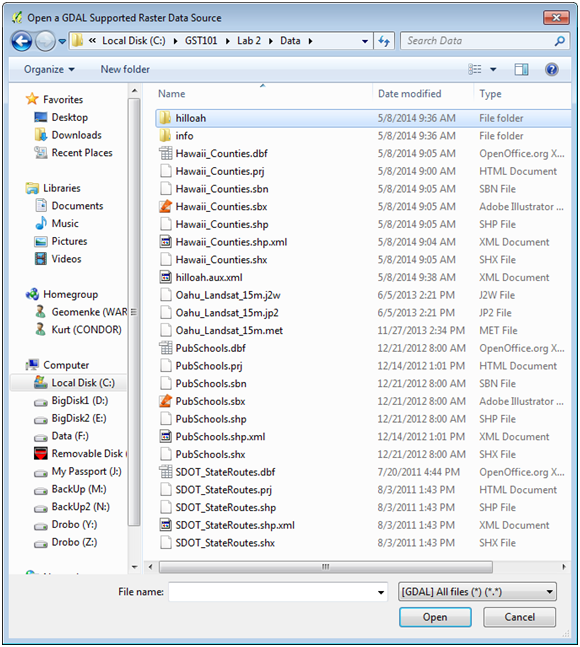 Open a GDAL Supported Raster Data Source
« Local Disk (C:) ▸ GST101 ▸ Lab 2 ▸ Data ▸
Search Data
Organize New folder
Name Date modified Type
Favorites
Desktop
Downloads
Recent Places
Libraries
Documents
Music
Pictures
Videos
Homegroup
Geomenke (WAR
Kurt (CONDOR)
Computer
Local Disk (C:)
BigDisk1 (D:)
BigDisk2 (E:)
Data (F:)
Removable Disk (
My Passport (J:)
BackUp (M:)
BackUp2 (N:)
Drobo (Y:)
Drobo (Z:)
hilloah 5/8/2014 9:36 AM File folder
info 5/8/2014 9:36 AM File folder
Hawaii_Counties.dbf 5/8/2014 9:05 AM OpenOffice.org X...
Hawaii_Counties.prj 5/8/2014 9:00 AM HTML Document
Hawaii_Counties.sbn 5/8/2014 9:05 AM SBN File
Hawaii_Counties.sbx 5/8/2014 9:05 AM Adobe Illustrator ...
Hawaii_Counties.shp 5/8/2014 9:05 AM SHP File
Hawaii_Counties.shp.xml 5/8/2014 9:04 AM XML Document
Hawaii_Counties.shx 5/8/2014 9:05 AM SHX File
hilloah.aux.xml 5/8/2014 9:38 AM XML Document
Oahu_Landsat_15m.j2w 6/5/2013 2:21 PM J2W File
Oahu_Landsat_15m.jp2 6/5/2013 2:21 PM JP2 File
Oahu_Landsat_15m.met 11/27/2013 2:34 PM MET File
PubSchools.dbf 12/21/2012 8:00 AM OpenOffice.org X...
PubSchools.prj 12/14/2012 1:01 PM HTML Document
PubSchools.sbn 12/21/2012 8:00 AM SBN File
PubSchools.sbx 12/21/2012 8:00 AM Adobe Illustrator ...
PubSchools.shp 12/21/2012 8:00 AM SHP File
PubSchools.shp.xml 12/14/2012 1:01 PM XML Document
PubSchools.shx 12/21/2012 8:00 AM SHX File
SDOT_StateRoutes.dbf 7/20/2011 4:44 PM OpenOffice.org X...
SDOT_StateRoutes.prj 8/3/2011 1:43 PM HTML Document
SDOT_StateRoutes.shp 8/3/2011 1:43 PM SHP File
SDOT_StateRoutes.shp.xml 8/3/2011 1:43 PM XML Document
SDOT_StateRoutes.shx 8/3/2011 1:43 PM SHX File
File name:
[GDAL] All files (*) (*.*)
Open Cancel